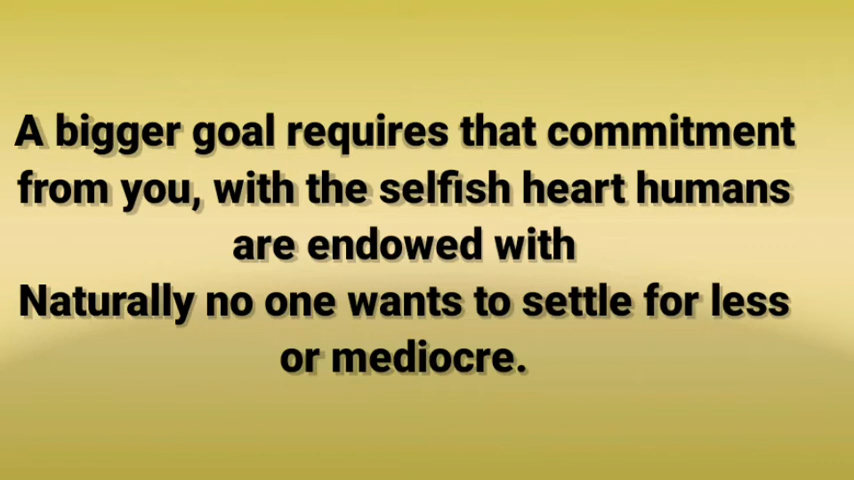 A bigger goal requires that commitment
from you, with the selfish heart humans
are endowed with
Naturally no one wants to settle for less
or mediocre.